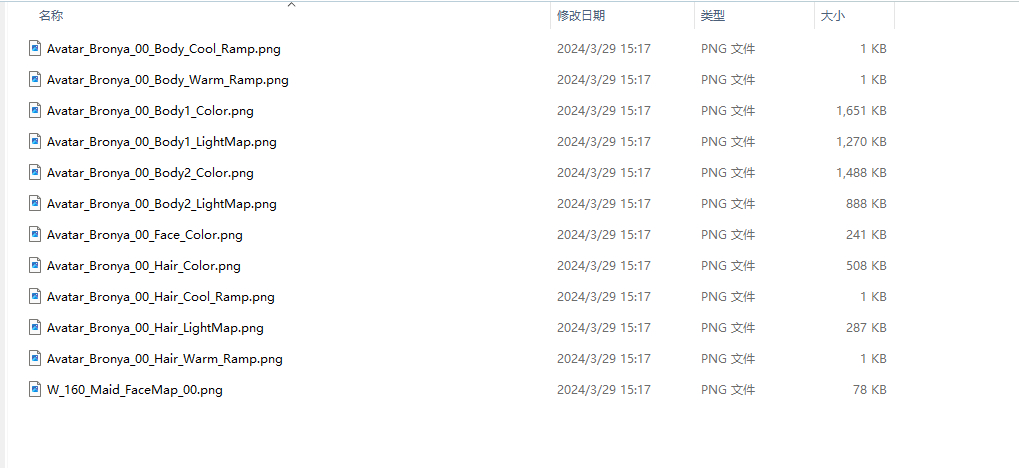 名称 修改日期 类型 大小
Avatar_Bronya_00_Body_Cool_Ramp.png 2024/3/29 15:17 PNG 文件 1 KB
Avatar_Bronya_00_Body_Warm_Ramp.png 2024/3/29 15:17 PNG 文件 1 KB
Avatar_Bronya_00_Body1_Color.png 2024/3/29 15:17 PNG 文件 1,651 KB
Avatar_Bronya_00_Body1_LightMap.png 2024/3/29 15:17 PNG 文件 1,270 KB
Avatar_Bronya_00_Body2_Color.png 2024/3/29 15:17 PNG 文件 1,488 KB
Avatar_Bronya_00_Body2_LightMap.png 2024/3/29 15:17 PNG 文件 888 KB
Avatar_Bronya_00_Face_Color.png 2024/3/29 15:17 PNG 文件 241 KB
Avatar_Bronya_00_Hair_Color.png 2024/3/29 15:17 PNG 文件 508 KB
Avatar_Bronya_00_Hair_Cool_Ramp.png 2024/3/29 15:17 PNG 文件 1 KB
Avatar_Bronya_00_Hair_LightMap.png 2024/3/29 15:17 PNG 文件 287 KB
Avatar_Bronya_00_Hair_Warm_Ramp.png 2024/3/29 15:17 PNG 文件 1 KB
W_160_Maid_FaceMap_00.png 2024/3/29 15:17 PNG 文件 78 KB